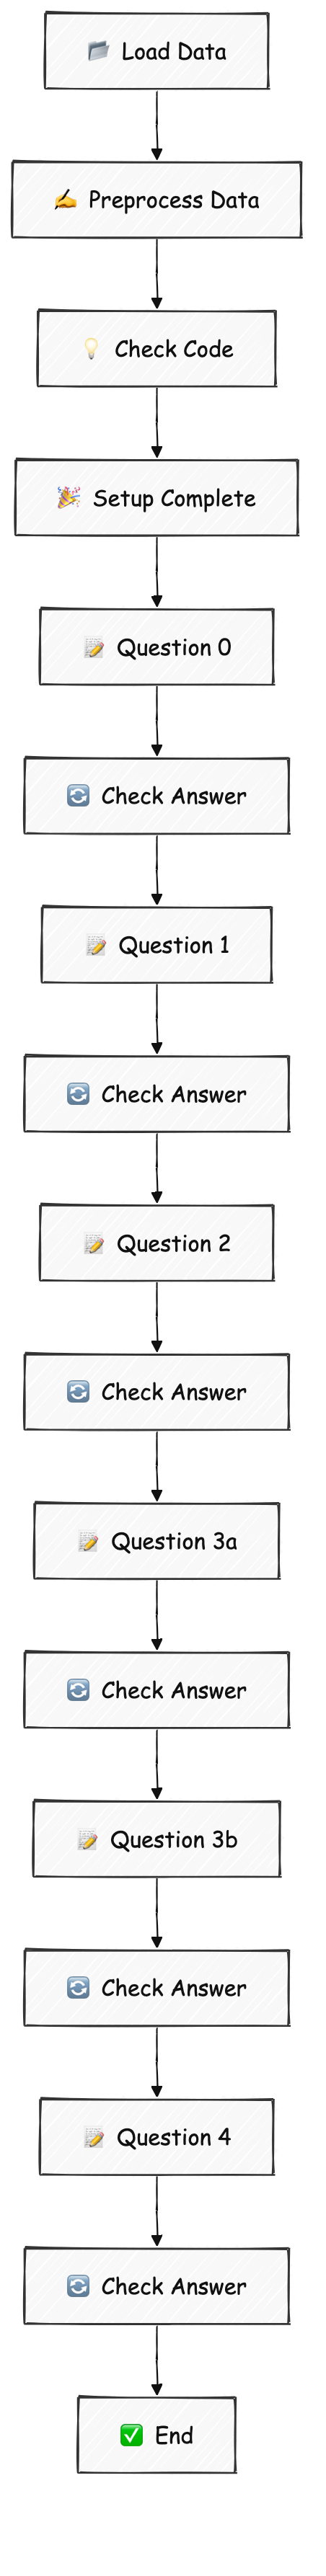 📂 Load Data
✍️ Preprocess Data
💡 Check Code
🎉 Setup Complete
📝 Question 0
🔄 Check Answer
📝 Question 1
🔄 Check Answer
📝 Question 2
🔄 Check Answer
📝 Question 3a
🔄 Check Answer
📝 Question 3b
🔄 Check Answer
📝 Question 4
🔄 Check Answer
✅ End